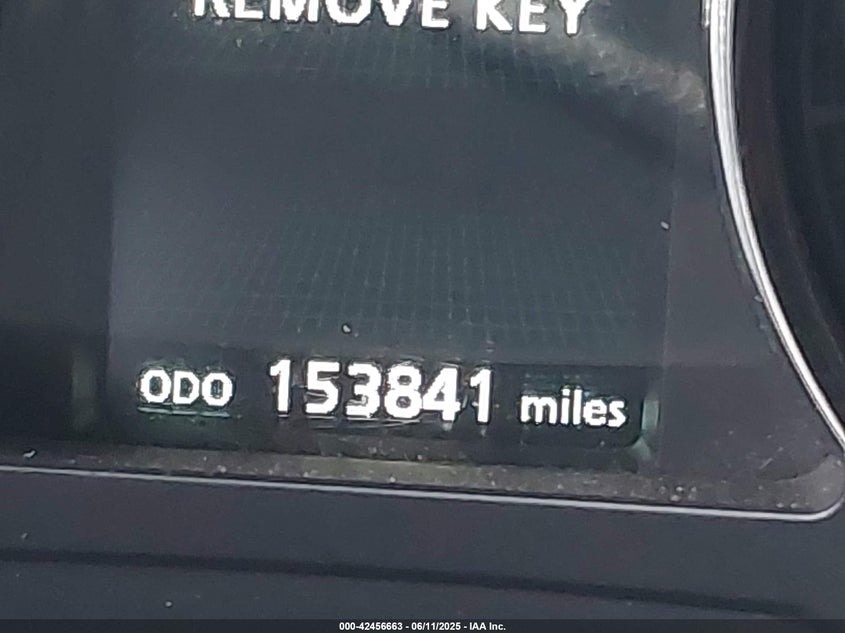 REMOVE KEY
ODO 153841 miles
000-42456663 - 06/11/2025 - IAA Inc.